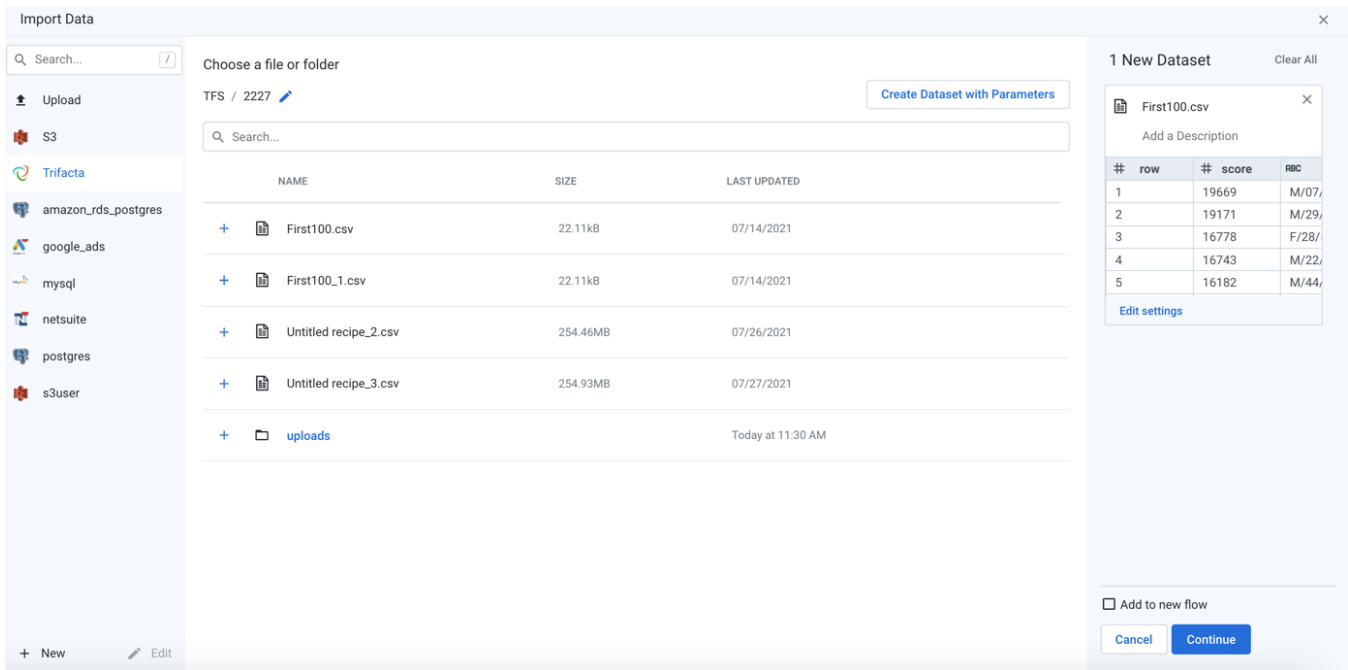 Import Data
Search... /
Upload
S3
Trifacta
amazon_rds_postgres
google_ads
mysql
netsuite
postgres
s3user
+ New Edit
Choose a file or folder
TFS / 2227
Create Dataset with Parameters
Search...
NAME SIZE LAST UPDATED
+ First100.csv 22.11kB 07/14/2021
+ First100_1.csv 22.11kB 07/14/2021
+ Untitled recipe_2.csv 254.46MB 07/26/2021
+ Untitled recipe_3.csv 254.93MB 07/27/2021
+ uploads Today at 11:30 AM
1 New Dataset Clear All
First100.csv
Add a Description
# row # score RBC
1 19669 M/07/
2 19171 M/29/
3 16778 F/28/
4 16743 M/22/
5 16182 M/44/
Edit settings
Add to new flow
Cancel Continue